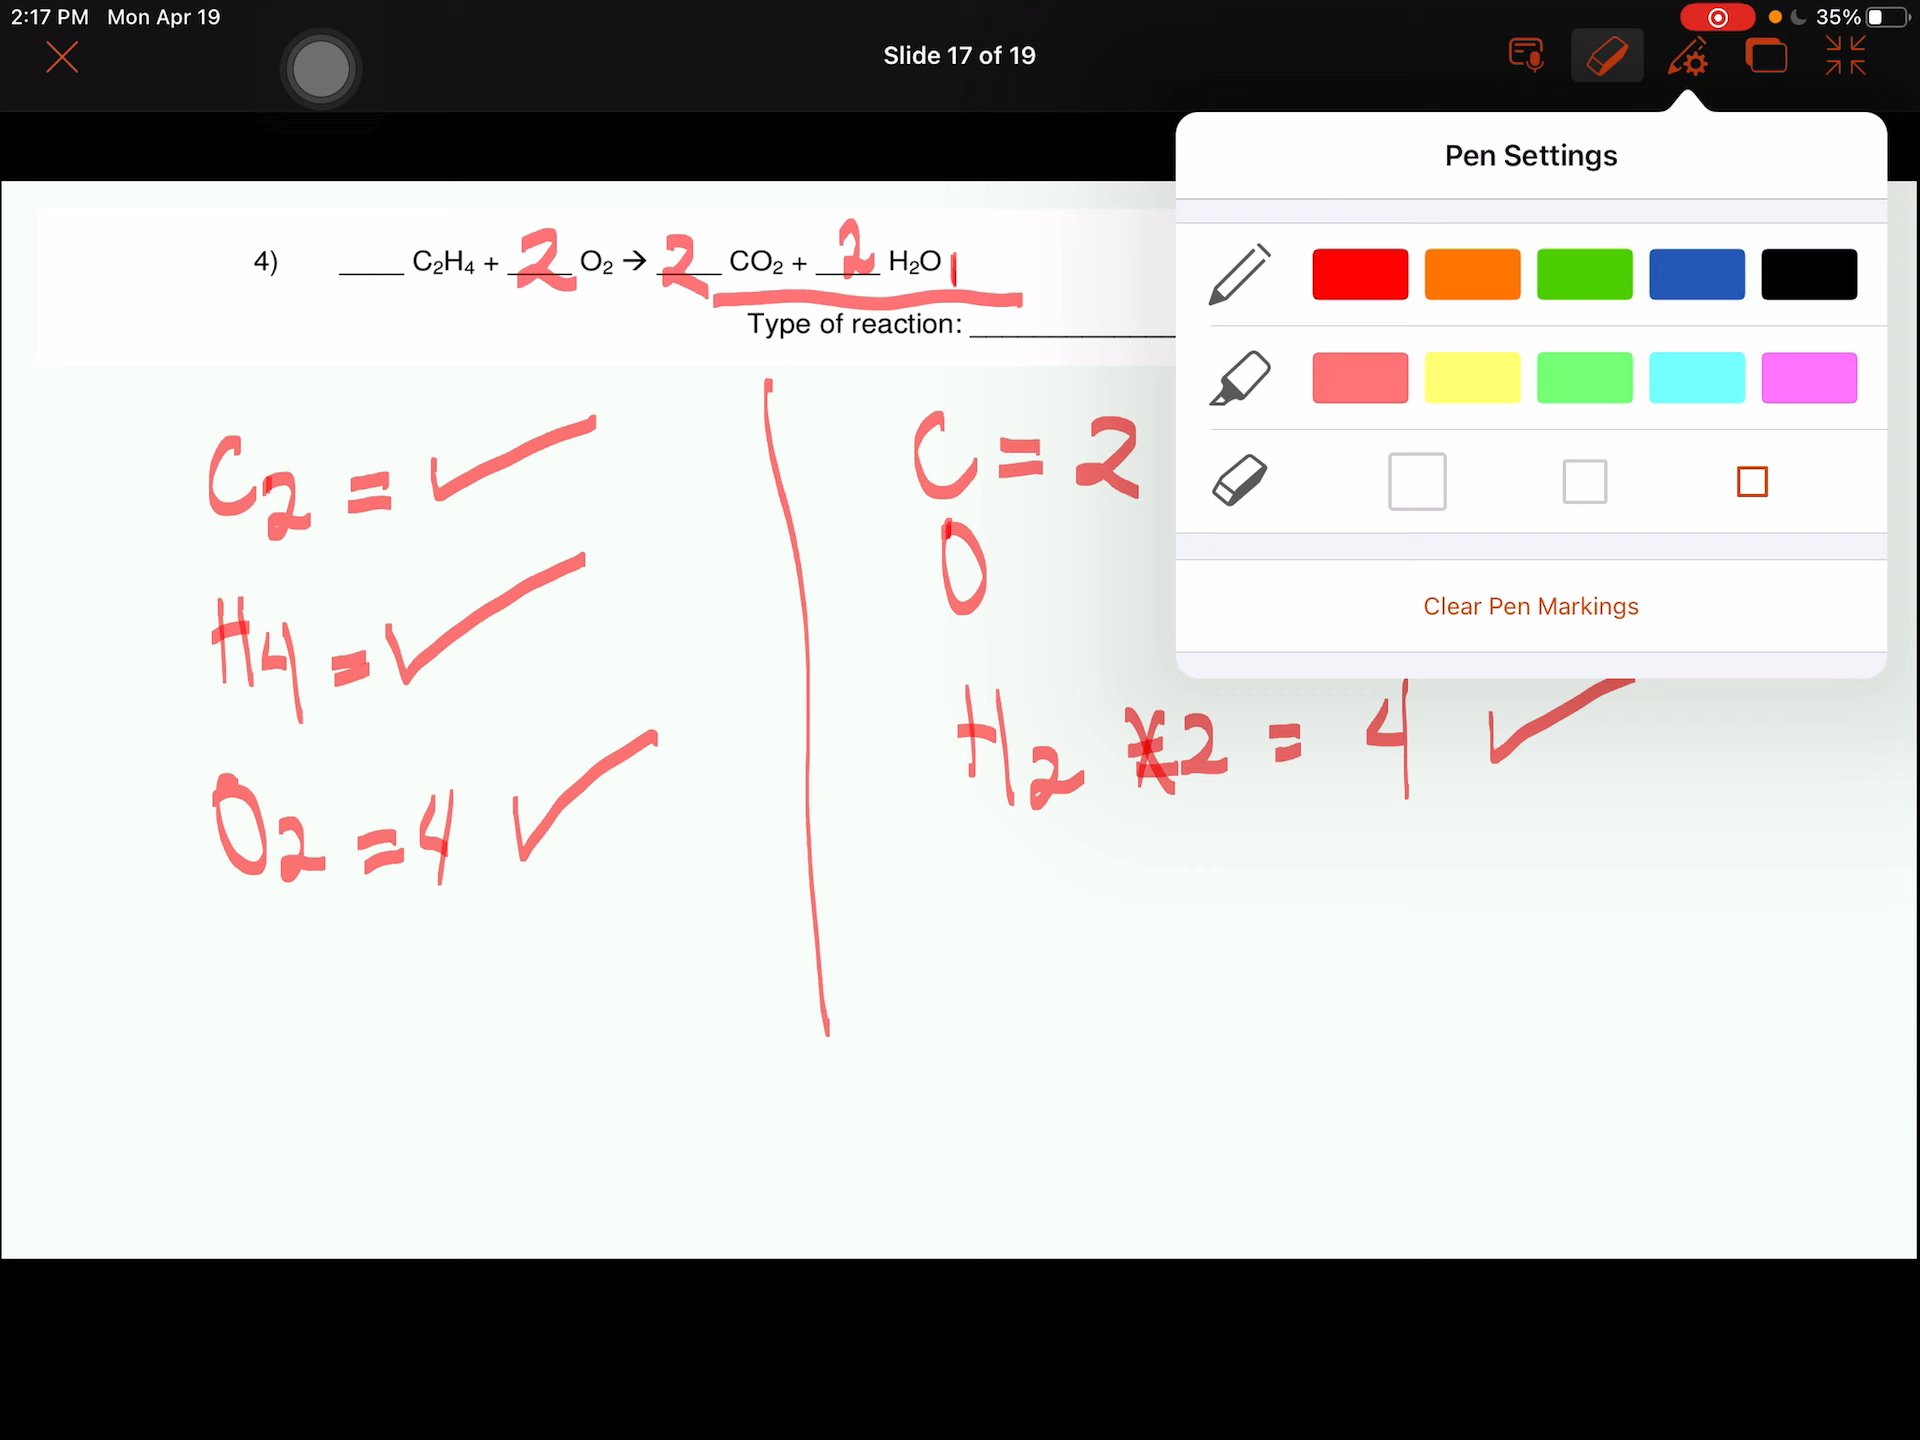 2:17 PM Mon Apr 19
35%
Slide 17 of 19
Pen Settings
4) ____ C₂H₄ + 2 O₂ → 2 CO₂ + 2 H₂O
Type of reaction: ____
C₂ =
C = 2
O
H4 =
H₂ x2 = 4
O₂ = 4
Clear Pen Markings